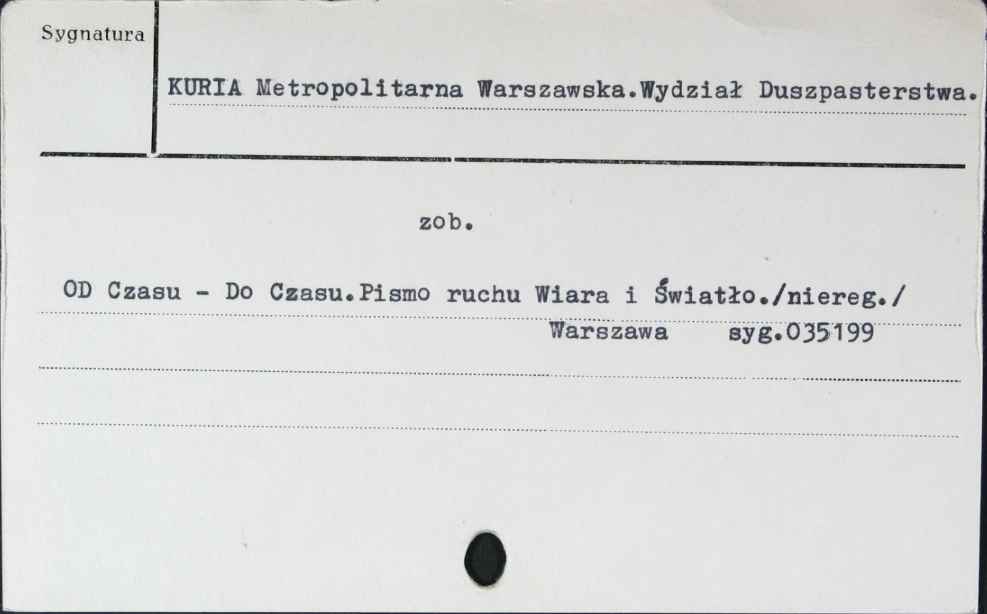 Sygnatura
KURIA Metropolitarna Warszawska.Wydział Duszpasterstwa.
zob.
OD Czasu - Do Czasu.Pismo ruchu Wiara i Światło./niereg./
Warszawa syg.035199